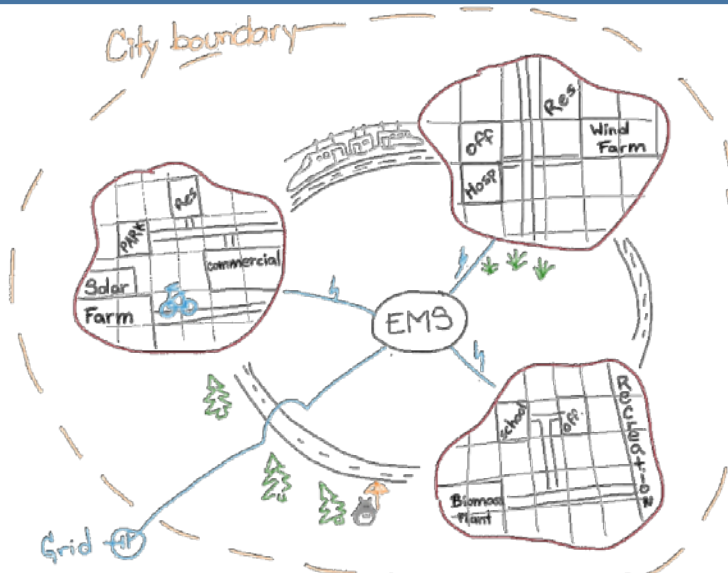 City boundary
Res
PARK
commercial
Solar
Farm
Res.
Off
Wind
Farm
Hosp
EMS
School
Off.
Recreation
Biomass
Plant
Grid